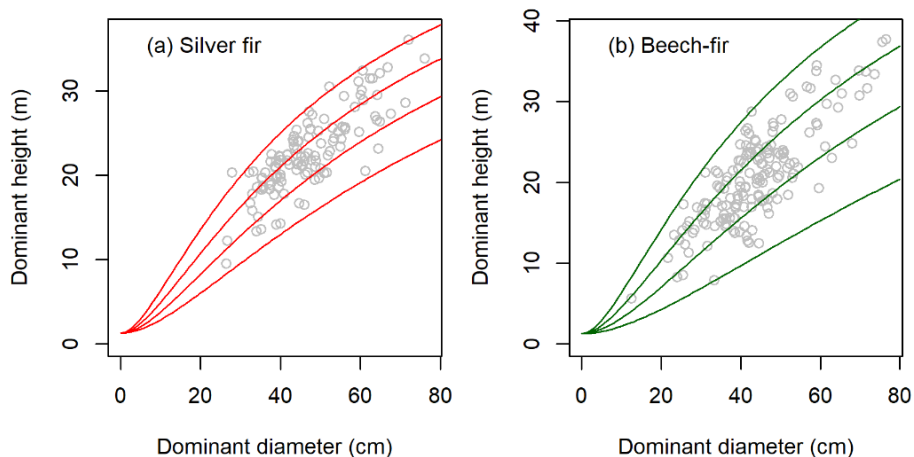 (a) Silver fir
Dominant height (m)
30
20
10
0
0 20 40 60 80
Dominant diameter (cm)
(b) Beech-fir
Dominant height (m)
40
30
20
10
0
0 20 40 60 80
Dominant diameter (cm)